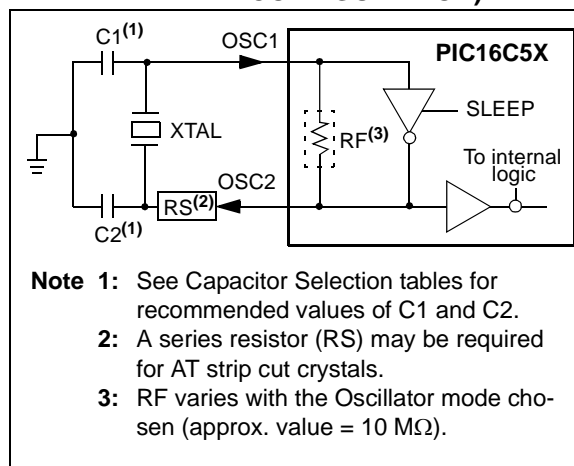 C1(1)
OSC1
PIC16C5X
SLEEP
XTAL
RF(3)
To internal
logic
OSC2
RS(2)
C2(1)
Note 1: See Capacitor Selection tables for
recommended values of C1 and C2.
2: A series resistor (RS) may be required
for AT strip cut crystals.
3: RF varies with the Oscillator mode cho-
sen (approx. value = 10 MΩ).